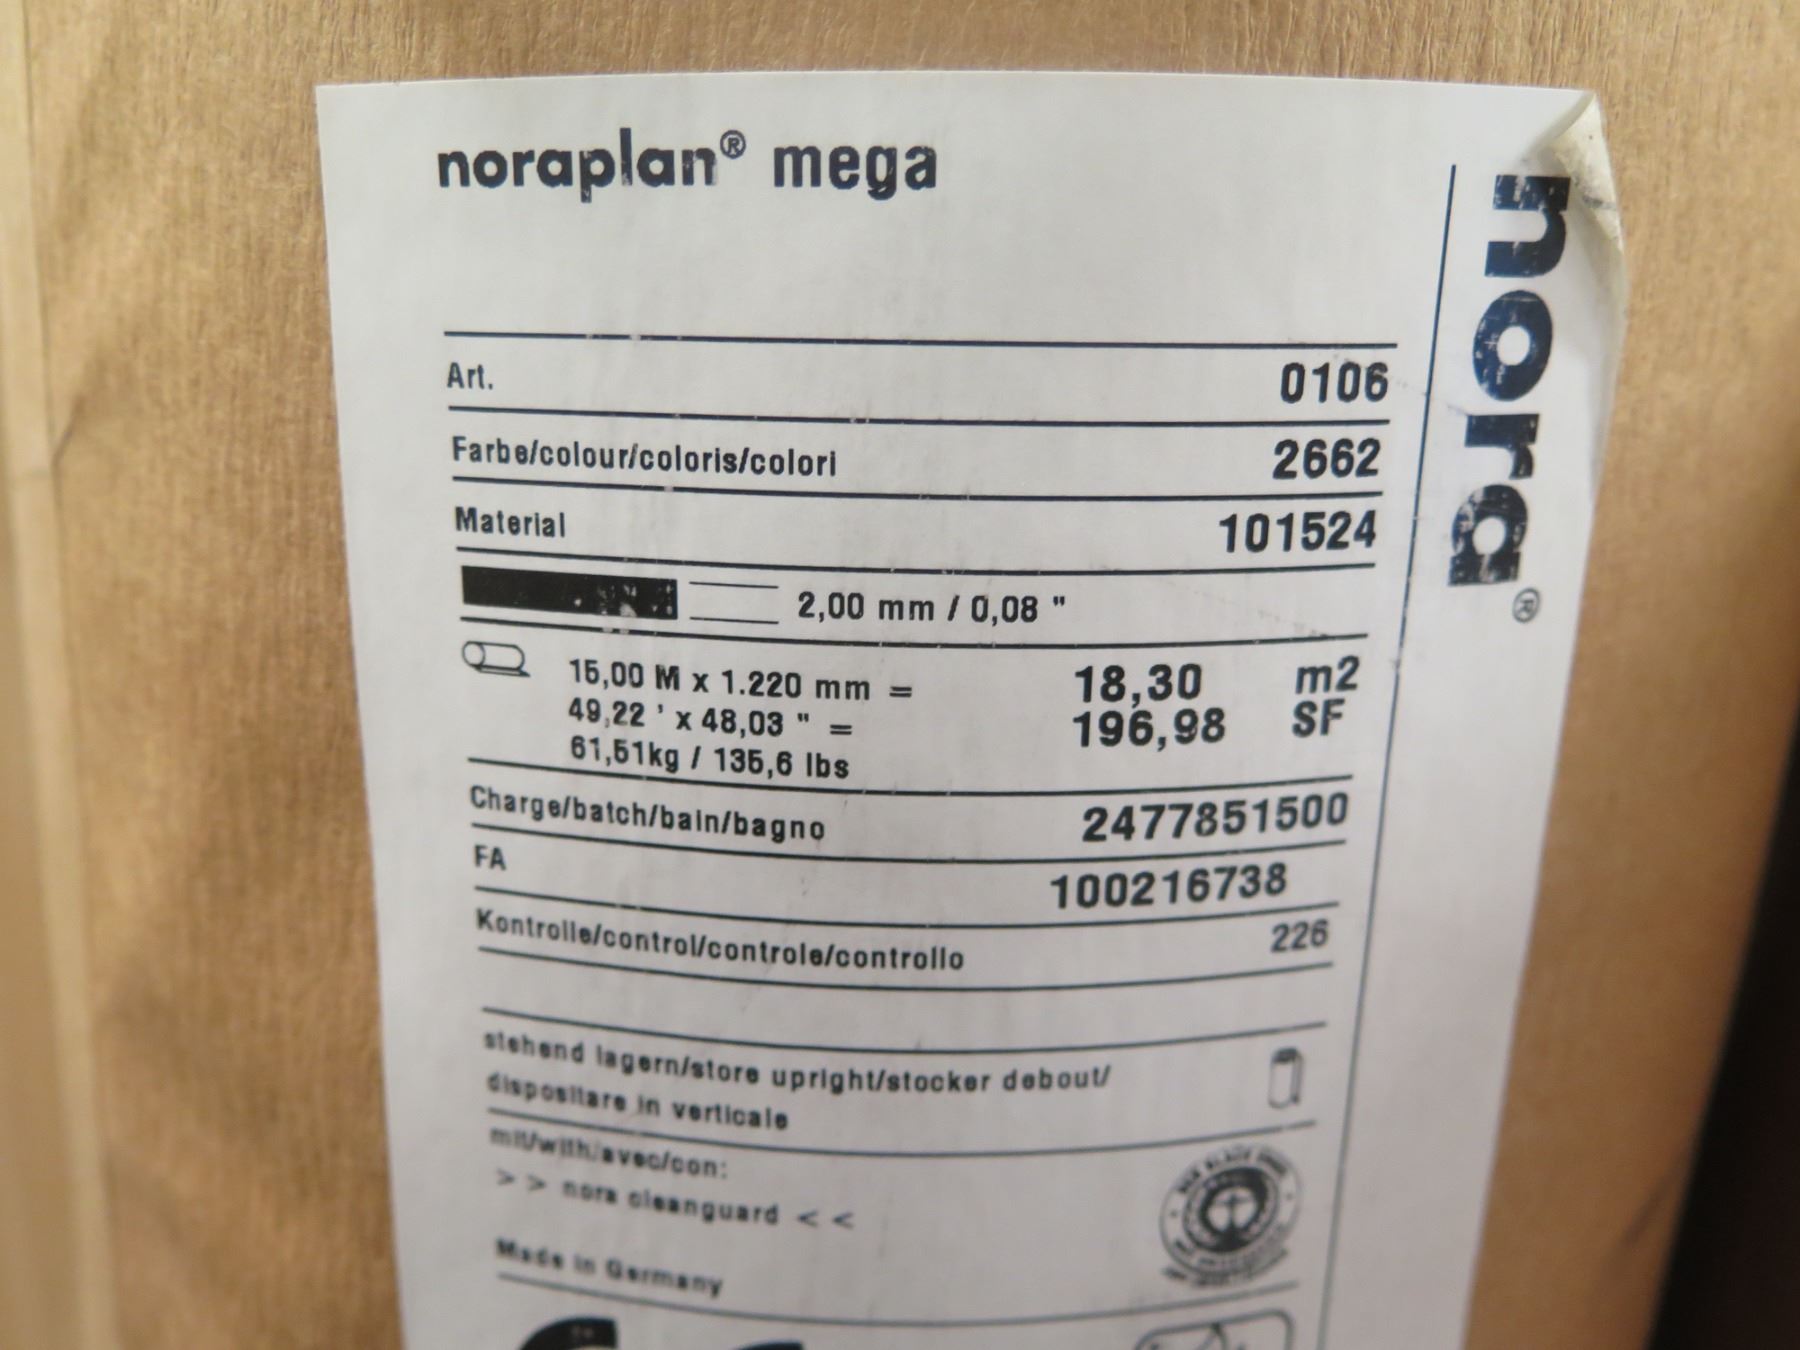 noraplan® mega
nora®
Art. 0106
Farbe/colour/coloris/colori 2662
Material 101524
2,00 mm / 0,08 "
15,00 M x 1.220 mm = 18,30 m2
49,22 ' x 48,03 " = 196,98 SF
61,51kg / 135,6 lbs
Charge/batch/bain/bagno 2477851500
FA 100216738
Kontrolle/control/controle/controllo 226
stehend lagern/store upright/stocker debout/
dispositare in verticale
mit/with/avec/con:
>> nora cleanguard <<
Made in Germany